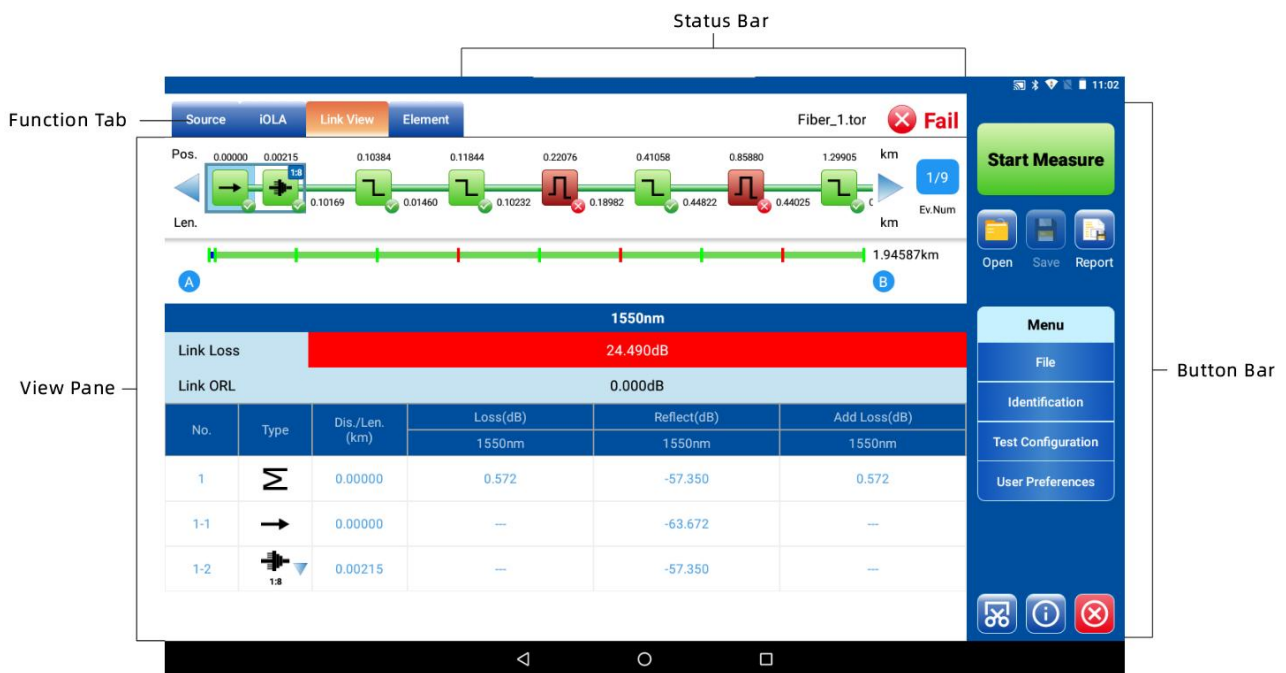 Status Bar
11:02
Function Tab
Source iOLA Link View Element Fiber_1.tor Fail
Start Measure
Pos. 0.00000 0.00215 0.10384 0.11844 0.22076 0.41058 0.85880 1.29905 km
1:8
1/9
0.10169 0.01460 0.10232 0.18982 0.44822 0.44025
Ev.Num
Len. km
Open Save Report
1.94587km
A B
1550nm
Menu
Link Loss 24.490dB
File
View Pane
Link ORL 0.000dB
Button Bar
Identification
No. Type Dis./Len. (km) Loss(dB) Reflect(dB) Add Loss(dB)
1550nm 1550nm 1550nm
Test Configuration
1 Σ 0.00000 0.572 -57.350 0.572
User Preferences
1-1 0.00000 --- -63.672 ---
1-2 1:8 0.00215 --- -57.350 ---